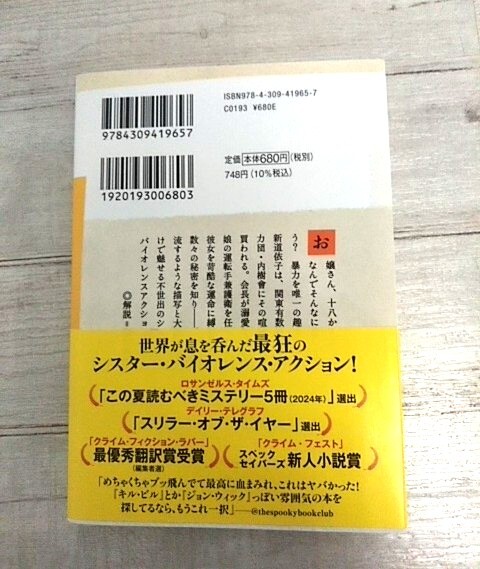 ISBN978-4-309-41965-7
C0193 ¥680E
9784309419657
定価 本体680円(税別)
748円(10%税込)
1920193006803
お嬢さん、十八か
なんでそんなに
う? 暴力を唯一の趣
新道依子は、関東有数
力団・内樹會にその喧
買われる。会長が溺愛
娘の運転手兼護衛を任
彼女を苛酷な運命に縛
数々の秘密を知り――
流するような描写と大
けで魅せる不世出のシ
バイオレンスアクショ
◎解説=
世界が息を呑んだ最狂の
シスター・バイオレンス・アクション!
ロサンゼルス・タイムズ
「この夏読むべきミステリー5冊(2024年)」選出
デイリー・テレグラフ
「スリラー・オブ・ザ・イヤー」選出
「クライム・フィクション・ラバー」
最優秀翻訳賞受賞
(編集者選)
「クライム・フェスト」
スペックセイバーズ新人小説賞
「めちゃくちゃブッ飛んでて最高に血まみれ、これはヤバかった!
『キル・ビル』とか『ジョン・ウィック』っぽい雰囲気の本を
探してるなら、もうこれ一択」――@thespookybookclub